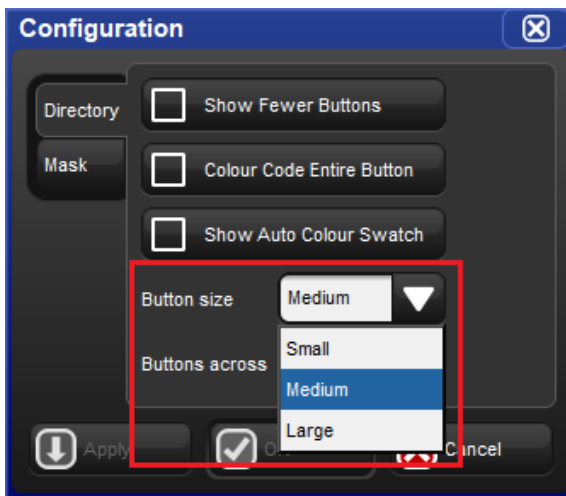 Configuration
Directory
Show Fewer Buttons
Mask
Colour Code Entire Button
Show Auto Colour Swatch
Button size
Medium
Small
Buttons across
Medium
Large
Apply
Cancel